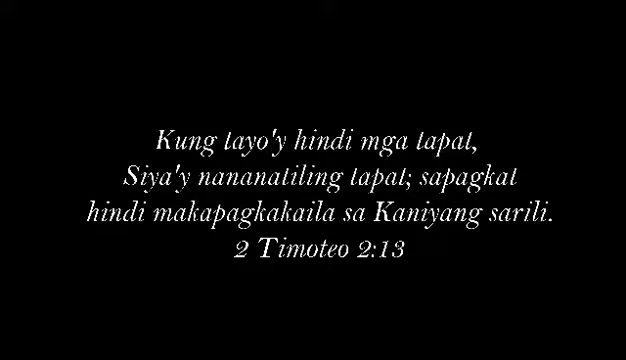 Kung tayo'y hindi mga tapat,
Siya'y nananatiling tapat; sapagkat
hindi makapagkakaila sa Kaniyang sarili.
2 Timoteo 2:13